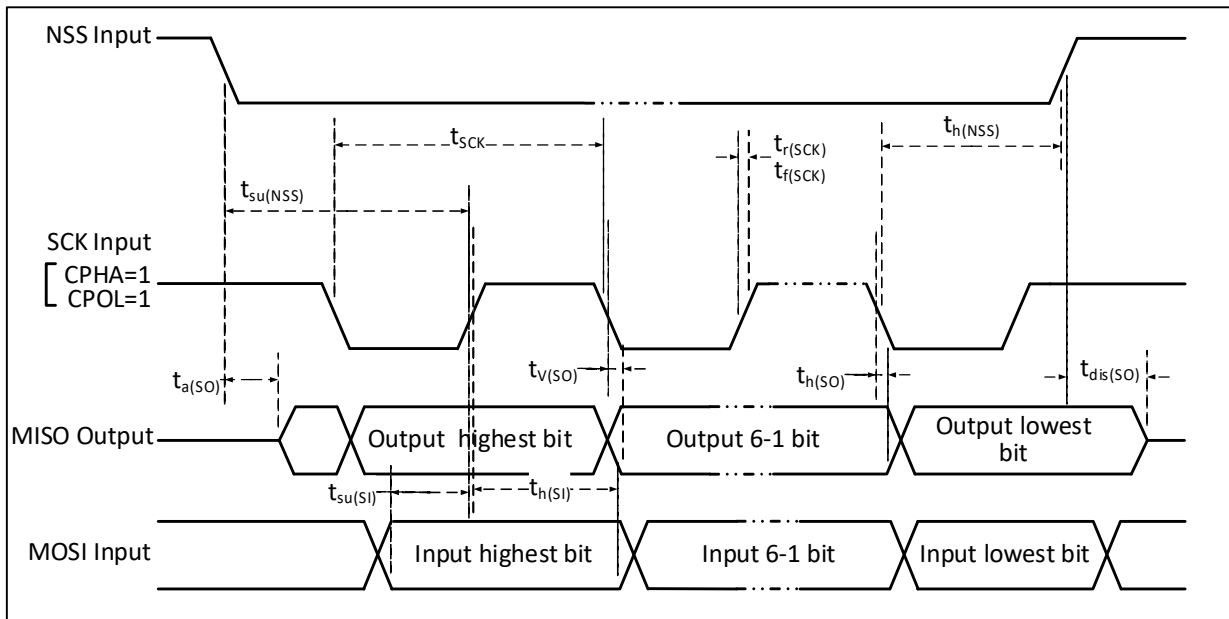 NSS Input
tSCK
tr(SCK)
tf(SCK)
th(NSS)
tsu(NSS)
SCK Input
CPHA=1
CPOL=1
ta(SO)
tV(SO)
th(SO)
tdis(SO)
MISO Output
Output highest bit
Output 6-1 bit
Output lowest
bit
tsu(SI)
th(SI)
MOSI Input
Input highest bit
Input 6-1 bit
Input lowest bit